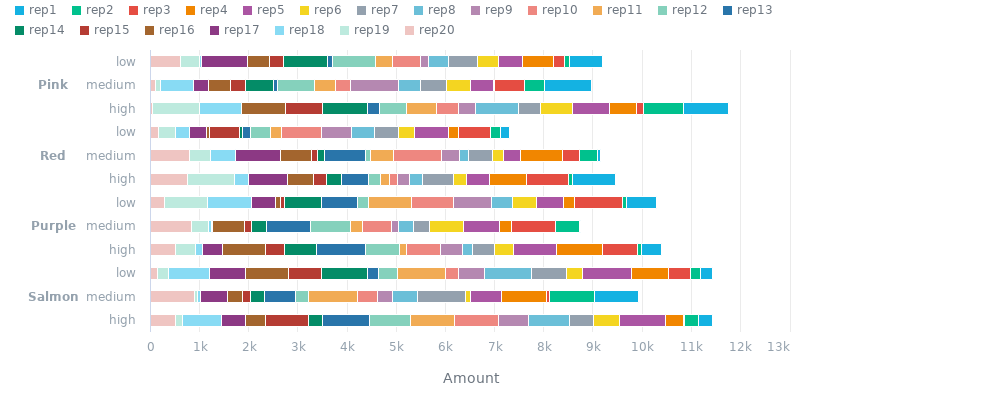 rep1 rep2 rep3 rep4 rep5 rep6 rep7 rep8 rep9 rep10 rep11 rep12 rep13
rep14 rep15 rep16 rep17 rep18 rep19 rep20
low
Pink medium
high
low
Red medium
high
low
Purple medium
high
low
Salmon medium
high
0 1k 2k 3k 4k 5k 6k 7k 8k 9k 10k 11k 12k 13k
Amount